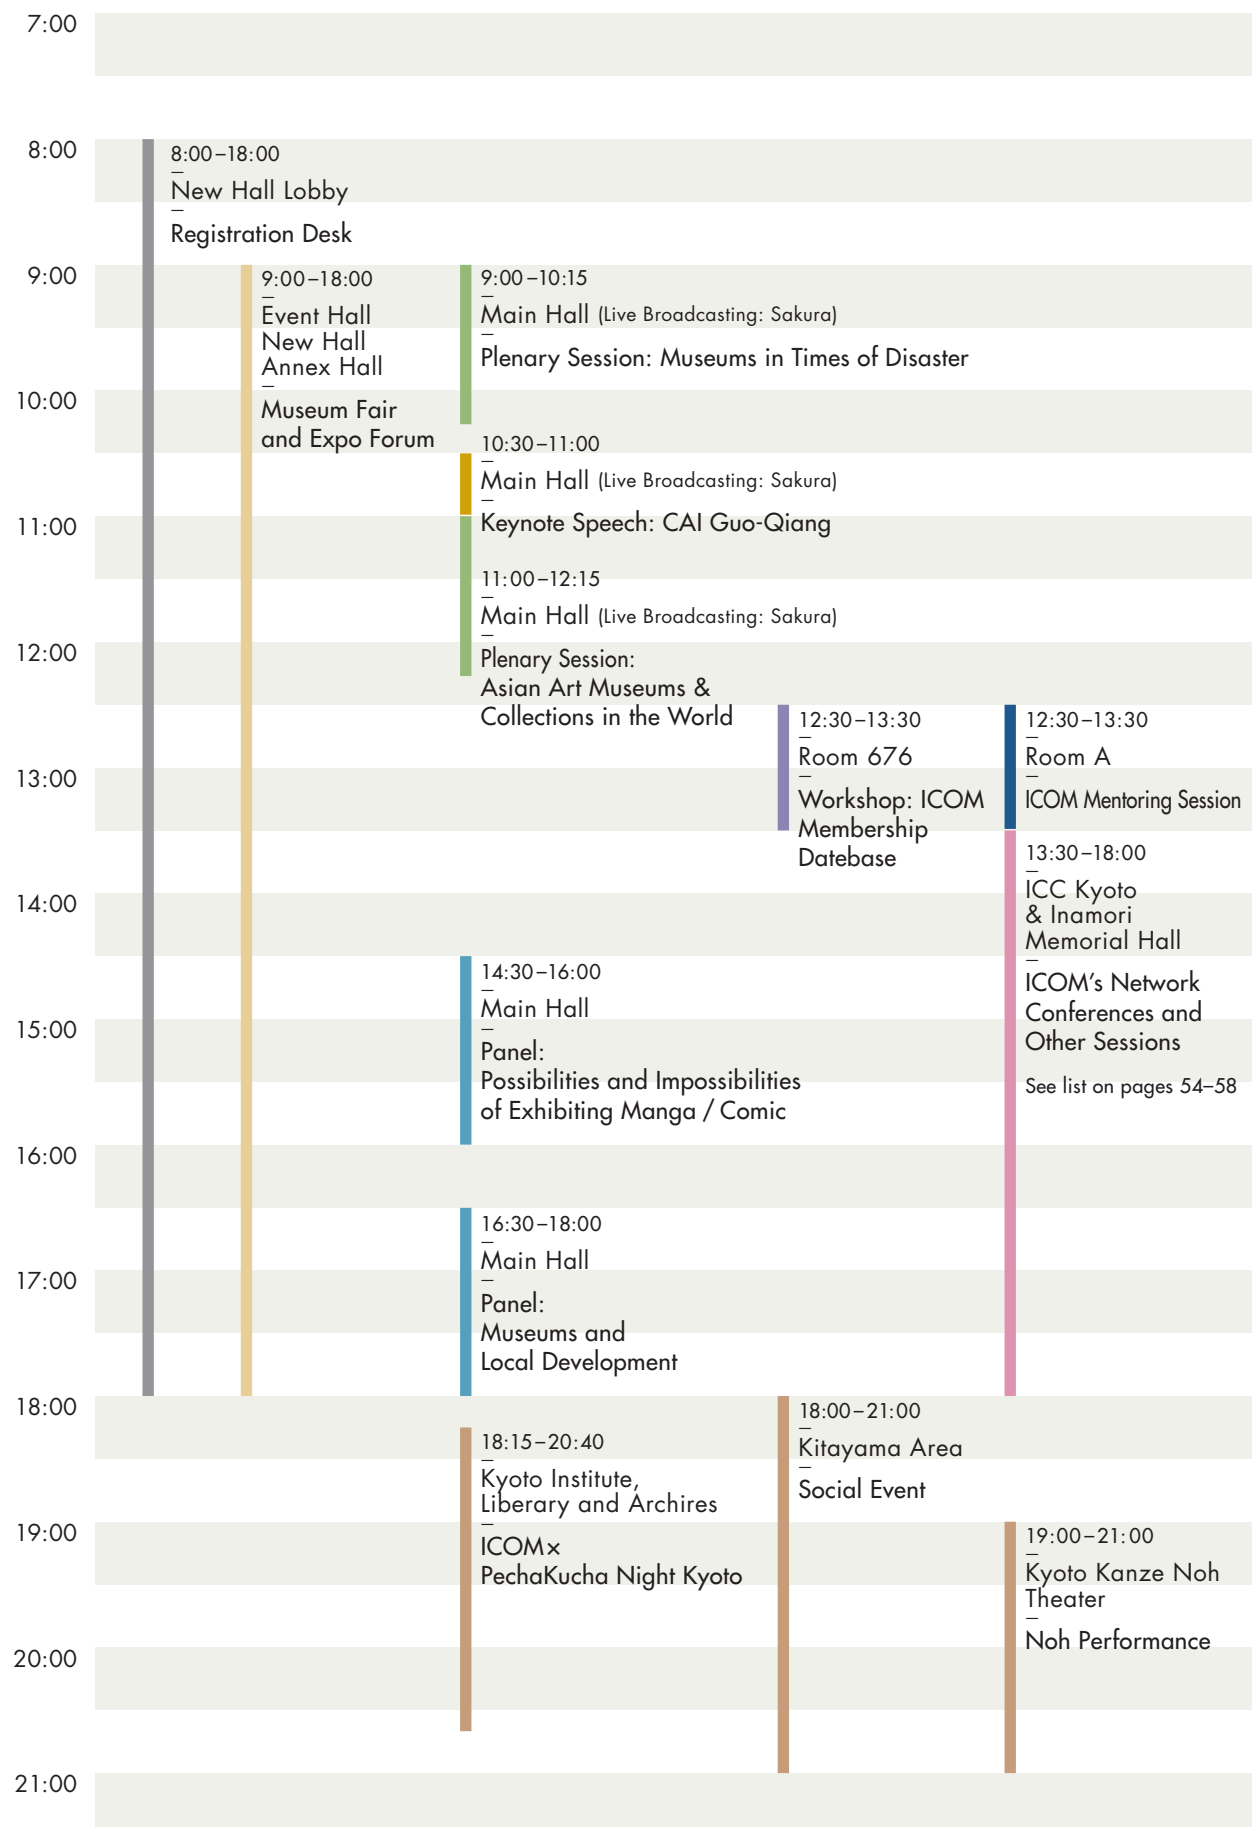 7:00
8:00
8:00–18:00
New Hall Lobby
Registration Desk
9:00
9:00–18:00
Event Hall
New Hall
Annex Hall
Museum Fair
and Expo Forum
9:00–10:15
Main Hall (Live Broadcasting: Sakura)
Plenary Session: Museums in Times of Disaster
10:00
10:30–11:00
Main Hall (Live Broadcasting: Sakura)
Keynote Speech: CAI Guo-Qiang
11:00
11:00–12:15
Main Hall (Live Broadcasting: Sakura)
Plenary Session:
Asian Art Museums &
Collections in the World
12:00
12:30–13:30
Room 676
Workshop: ICOM
Membership
Datebase
12:30–13:30
Room A
ICOM Mentoring Session
13:00
13:30–18:00
ICC Kyoto
& Inamori
Memorial Hall
ICOM's Network
Conferences and
Other Sessions
See list on pages 54–58
14:00
14:30–16:00
Main Hall
Panel:
Possibilities and Impossibilities
of Exhibiting Manga / Comic
15:00
16:00
16:30–18:00
Main Hall
Panel:
Museums and
Local Development
17:00
18:00
18:00–21:00
Kitayama Area
Social Event
18:15–20:40
Kyoto Institute,
Liberary and Archires
ICOM×
PechaKucha Night Kyoto
19:00
19:00–21:00
Kyoto Kanze Noh
Theater
Noh Performance
20:00
21:00